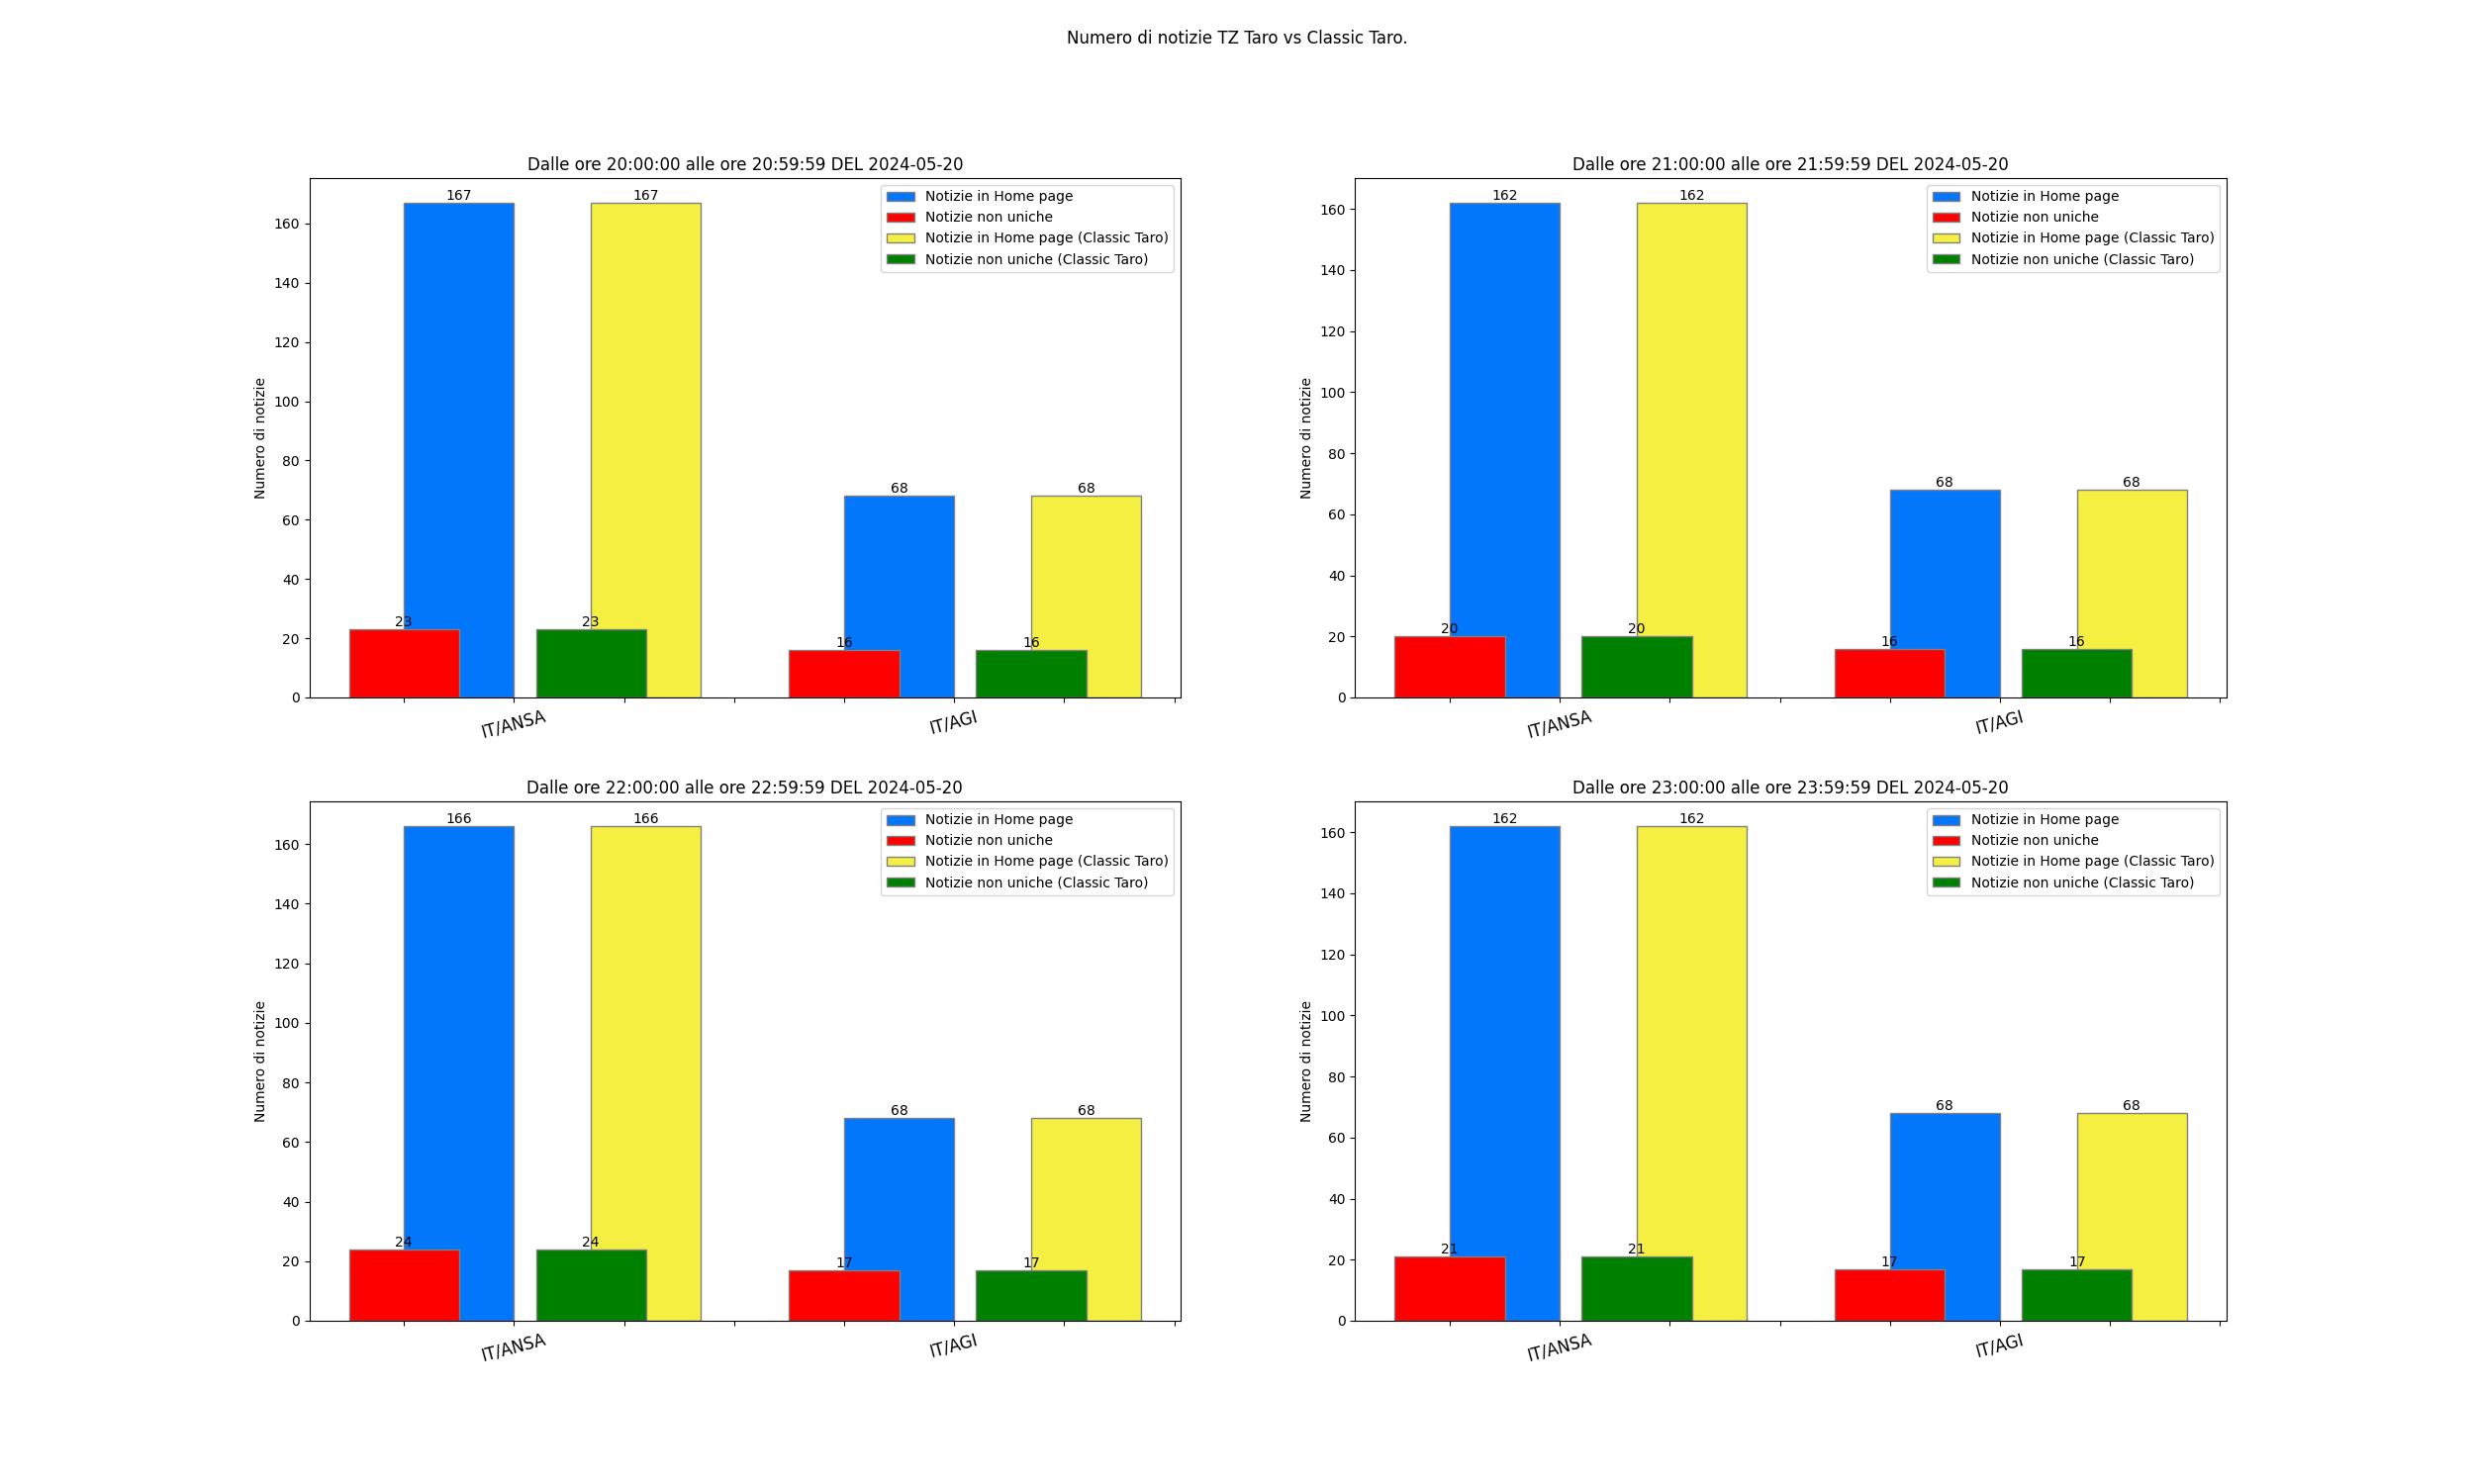 Numero di notizie TZ Taro vs Classic Taro.
Dalle ore 20:00:00 alle ore 20:59:59 DEL 2024-05-20
Numero di notizie
160
140
120
100
80
60
40
20
0
167
167
68
68
23
23
16
16
Notizie in Home page
Notizie non uniche
Notizie in Home page (Classic Taro)
Notizie non uniche (Classic Taro)
IT/ANSA
IT/AGI
Dalle ore 21:00:00 alle ore 21:59:59 DEL 2024-05-20
Numero di notizie
160
140
120
100
80
60
40
20
0
162
162
68
68
20
20
16
16
Notizie in Home page
Notizie non uniche
Notizie in Home page (Classic Taro)
Notizie non uniche (Classic Taro)
IT/ANSA
IT/AGI
Dalle ore 22:00:00 alle ore 22:59:59 DEL 2024-05-20
Numero di notizie
160
140
120
100
80
60
40
20
0
166
166
68
68
24
24
17
17
Notizie in Home page
Notizie non uniche
Notizie in Home page (Classic Taro)
Notizie non uniche (Classic Taro)
IT/ANSA
IT/AGI
Dalle ore 23:00:00 alle ore 23:59:59 DEL 2024-05-20
Numero di notizie
160
140
120
100
80
60
40
20
0
162
162
68
68
21
21
17
17
Notizie in Home page
Notizie non uniche
Notizie in Home page (Classic Taro)
Notizie non uniche (Classic Taro)
IT/ANSA
IT/AGI